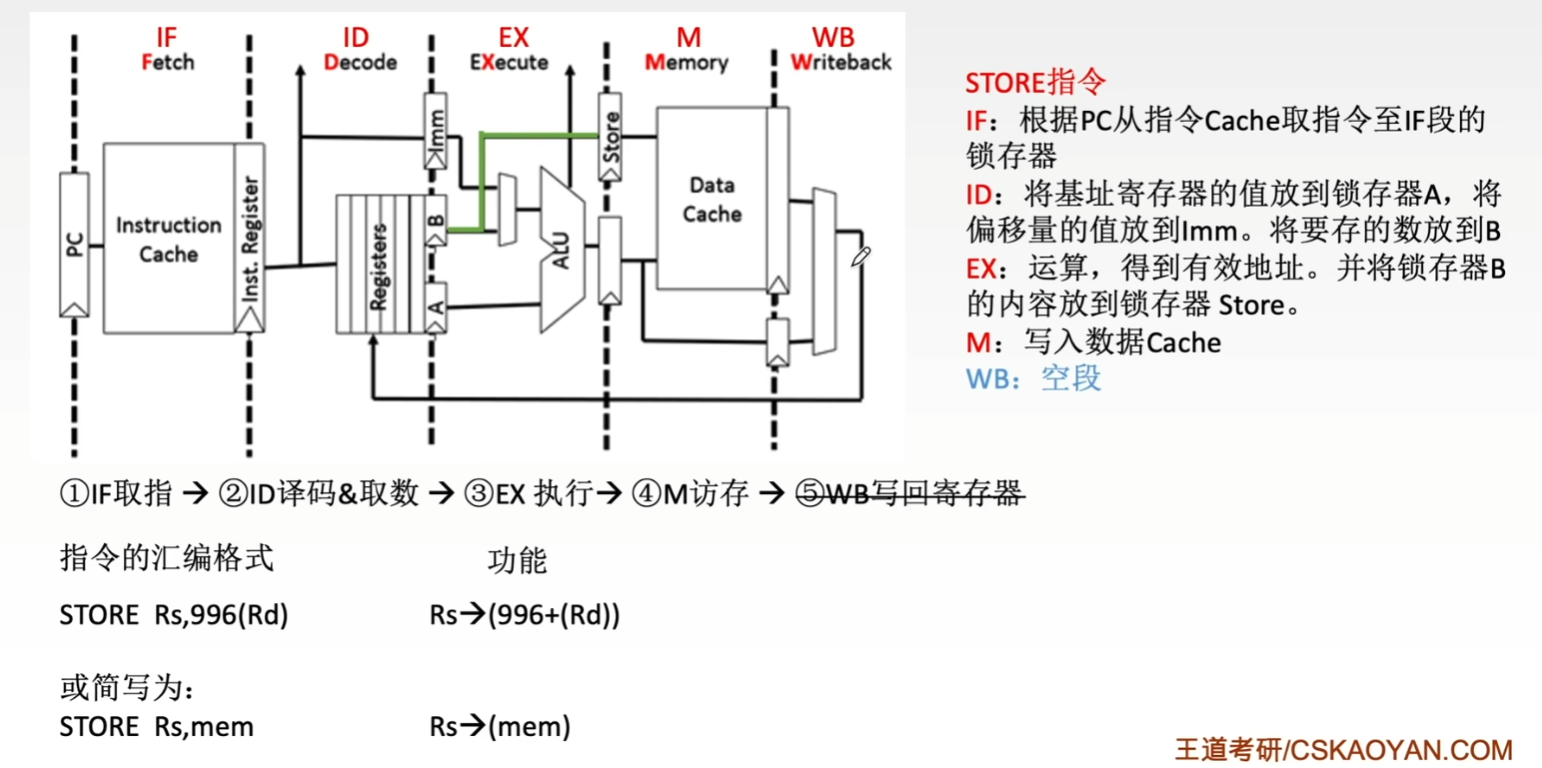 IF
Fetch
ID
Decode
EX
EXecute
M
Memory
WB
Writeback
PC
Instruction
Cache
Inst. Register
Registers
Imm
B
A
ALU
Store
Data
Cache
STORE指令
IF：根据PC从指令Cache取指令至IF段的
锁存器
ID：将基址寄存器的值放到锁存器A，将
偏移量的值放到Imm。将要存的数放到B
EX：运算，得到有效地址。并将锁存器B
的内容放到锁存器 Store。
M：写入数据Cache
WB：空段
①IF取指 → ②ID译码&取数 → ③EX 执行→ ④M访存 → ⑤WB写回寄存器
指令的汇编格式 功能
STORE Rs,996(Rd) Rs→(996+(Rd))
或简写为：
STORE Rs,mem Rs→(mem)
王道考研/CSKAOYAN.COM